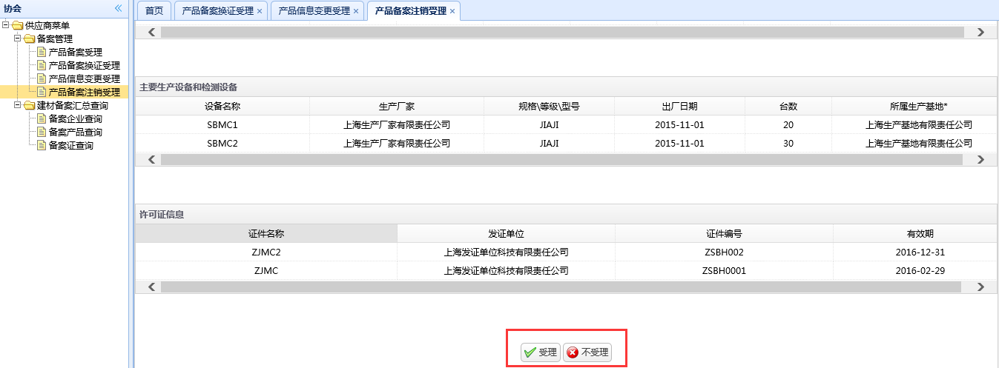 协会
首页 产品备案换证受理 产品信息变更受理 产品备案注销受理
供应商菜单
备案管理
产品备案受理
产品备案换证受理
产品信息变更受理
产品备案注销受理
建材备案汇总查询
备案企业查询
备案产品查询
备案证查询
主要生产设备和检测设备
设备名称 生产厂家 规格\等级\型号 出厂日期 台数 所属生产基地*
SBMC1 上海生产厂家有限责任公司 JIAJI 2015-11-01 20 上海生产基地有限责任公司
SBMC2 上海生产厂家有限责任公司 JIAJI 2015-11-01 30 上海生产基地有限责任公司
许可证信息
证件名称 发证单位 证件编号 有效期
ZJMC2 上海发证单位科技有限责任公司 ZSBH002 2016-12-31
ZJMC 上海发证单位科技有限责任公司 ZSBH0001 2016-02-29
受理 不受理